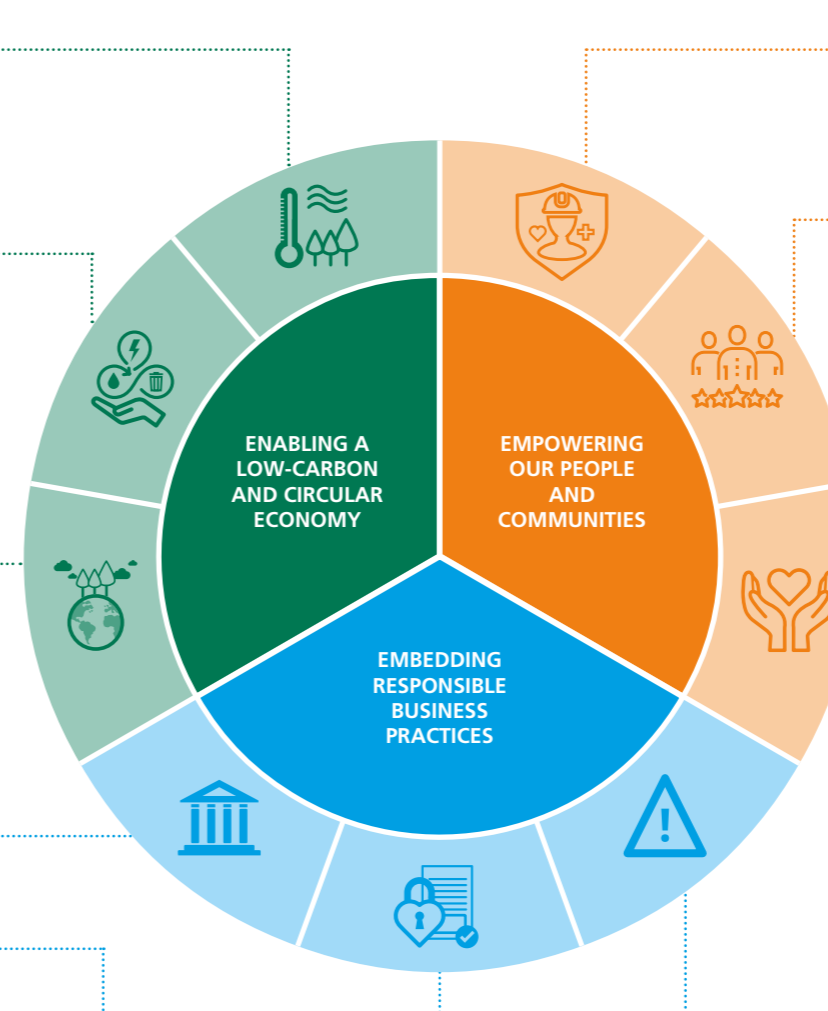 ENABLING A
LOW-CARBON
AND CIRCULAR
ECONOMY
EMPOWERING
OUR PEOPLE
AND
COMMUNITIES
EMBEDDING
RESPONSIBLE
BUSINESS
PRACTICES